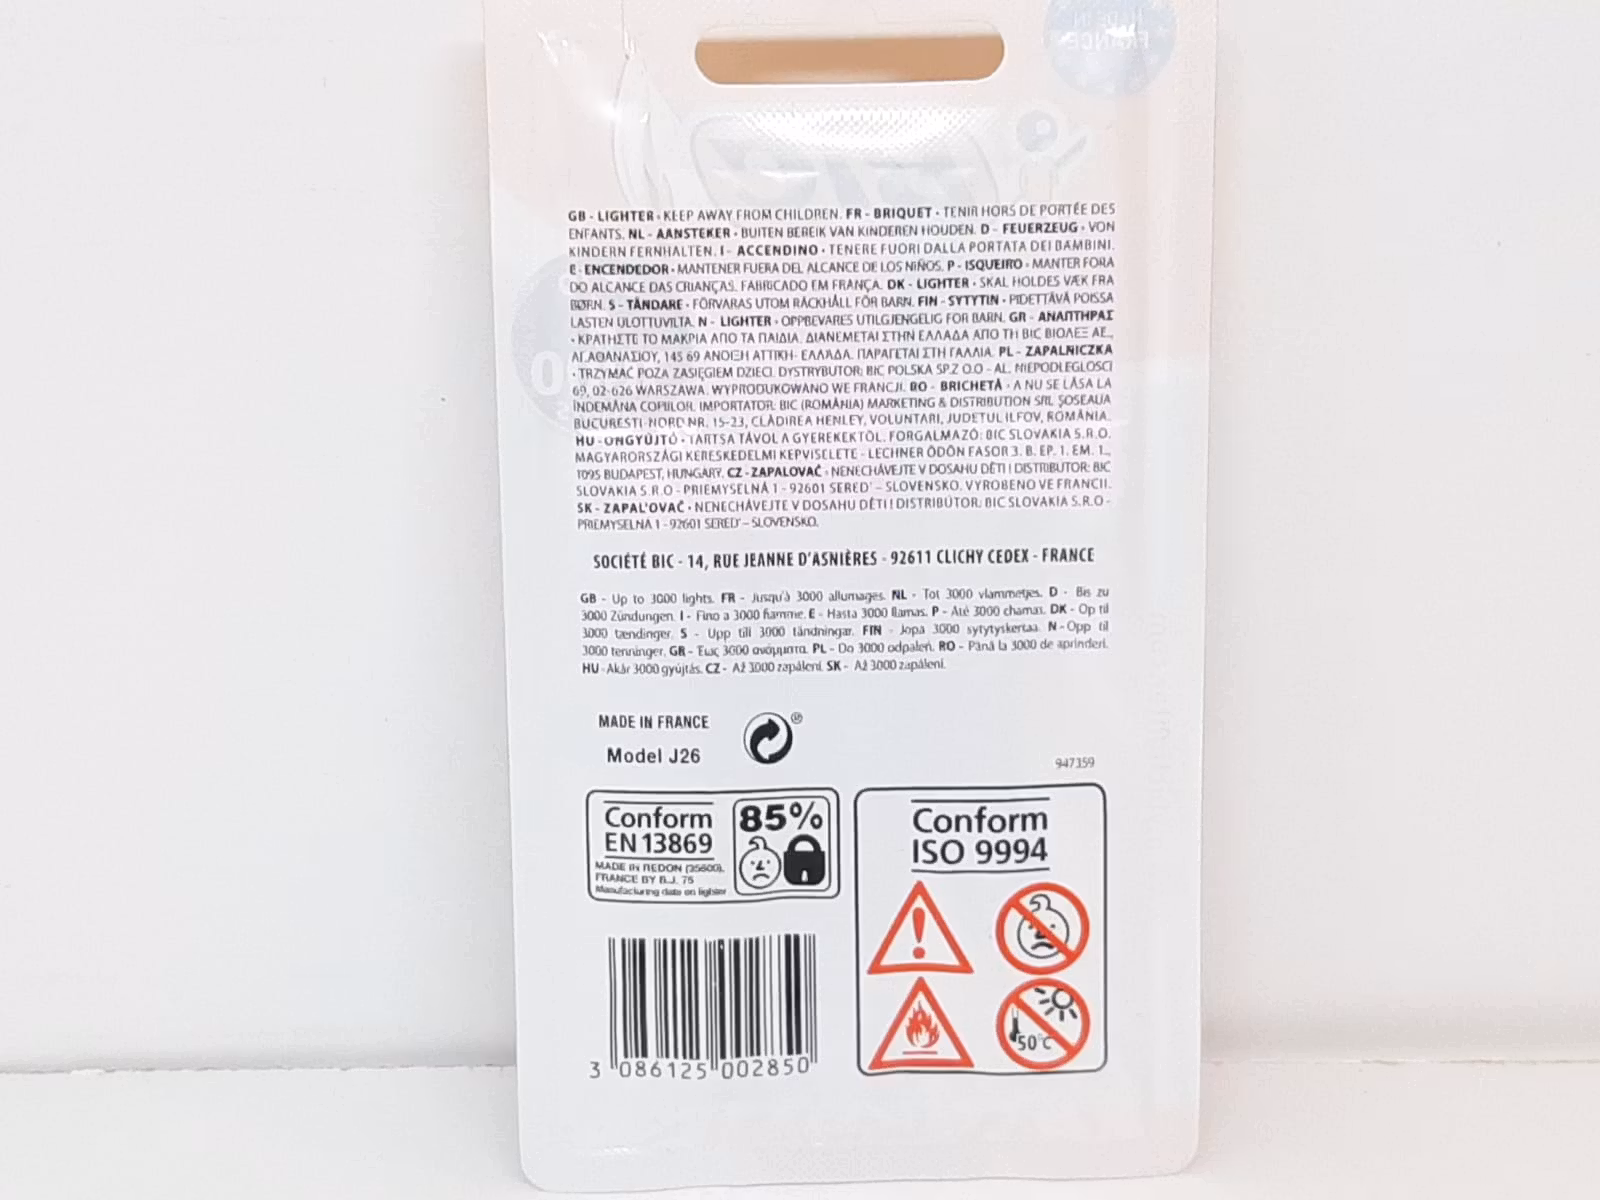 GB - LIGHTER • KEEP AWAY FROM CHILDREN. FR - BRIQUET • TENIR HORS DE PORTÉE DES
ENFANTS. NL - AANSTEKER • BUITEN BEREIK VAN KINDEREN HOUDEN. D - FEUERZEUG • VON
KINDERN FERNHALTEN. I - ACCENDINO • TENERE FUORI DALLA PORTATA DEI BAMBINI.
E - ENCENDEDOR • MANTENER FUERA DEL ALCANCE DE LOS NIÑOS. P - ISQUEIRO • MANTER FORA
DO ALCANCE DAS CRIANÇAS. FABRICADO EM FRANÇA. DK - LIGHTER • SKAL HOLDES VÆK FRA
BØRN. S - TÄNDARE • FÖRVARAS UTOM RÄCKHÅLL FÖR BARN. FIN - SYTYTIN • PIDETTÄVÄ POISSA
LASTEN ULOTTUVILTA. N - LIGHTER • OPPBEVARES UTILGJENGELIG FOR BARN. GR - ΑΝΑΠΤΗΡΑΣ
• ΚΡΑΤΗΣΤΕ ΤΟ ΜΑΚΡΙΑ ΑΠΟ ΤΑ ΠΑΙΔΙΑ. ΔΙΑΝΕΜΕΤΑΙ ΣΤΗΝ ΕΛΛΑΔΑ ΑΠΟ ΤΗ BIC ΒΙΟΛΕΞ ΑΕ.,
ΑΓ.ΑΘΑΝΑΣΙΟΥ, 145 69 ΑΝΟΙΞΗ ΑΤΤΙΚΗ- ΕΛΛΑΔΑ. ΠΑΡΑΓΕΤΑΙ ΣΤΗ ΓΑΛΛΙΑ. PL - ZAPALNICZKA
• TRZYMAĆ POZA ZASIĘGIEM DZIECI. DYSTRYBUTOR: BIC POLSKA SP.Z O.O - AL. NIEPODLEGLOSCI
69, 02-626 WARSZAWA. WYPRODUKOWANO WE FRANCJI. RO - BRICHETĂ • A NU SE LĂSA LA
ÎNDEMÂNA COPIILOR. IMPORTATOR: BIC (ROMÂNIA) MARKETING & DISTRIBUTION SRL ȘOSEAUA
BUCURESTI-NORD NR. 15-23, CLĂDIREA HENLEY, VOLUNTARI, JUDETUL ILFOV, ROMÂNIA.
HU - ÖNGYÚJTÓ • TARTSA TÁVOL A GYEREKEKTŐL. FORGALMAZÓ: BIC SLOVAKIA S.R.O.
MAGYARORSZÁGI KERESKEDELMI KÉPVISELETE - LECHNER ÖDÖN FASOR 3. B. ÉP. 1. EM. 1.,
1095 BUDAPEST, HUNGARY. CZ - ZAPALOVAČ • NENECHÁVEJTE V DOSAHU DĚTÍ ! DISTRIBUTOR: BIC
SLOVAKIA S.R.O - PRIEMYSELNÁ 1 - 92601 SEREĎ – SLOVENSKO. VYROBENO VE FRANCII.
SK - ZAPAĽOVAČ • NENECHÁVEJTE V DOSAHU DĚTÍ ! DISTRIBÚTOR: BIC SLOVAKIA S.R.O -
PRIEMYSELNÁ 1 - 92601 SEREĎ – SLOVENSKO.
SOCIÉTÉ BIC - 14, RUE JEANNE D'ASNIÈRES - 92611 CLICHY CEDEX - FRANCE
GB - Up to 3000 lights. FR - Jusqu'à 3000 allumages. NL - Tot 3000 vlammetjes. D - Bis zu
3000 Zündungen. I - Fino a 3000 fiamme. E - Hasta 3000 llamas. P - Até 3000 chamas. DK - Op til
3000 tændinger. S - Upp till 3000 tändningar. FIN - Jopa 3000 sytytyskertaa. N - Opp til
3000 tenninger. GR - Έως 3000 ανάμματα. PL - Do 3000 odpaleń. RO - Până la 3000 de aprinderi.
HU - Akár 3000 gyújtás. CZ - Až 3000 zapálení. SK - Až 3000 zapálení.
MADE IN FRANCE
Model J26
947359
Conform
EN 13869
MADE IN REDON (35600),
FRANCE BY B.J. 75
Manufacturing date on lighter
85%
Conform
ISO 9994
50°C
3 086125 002850